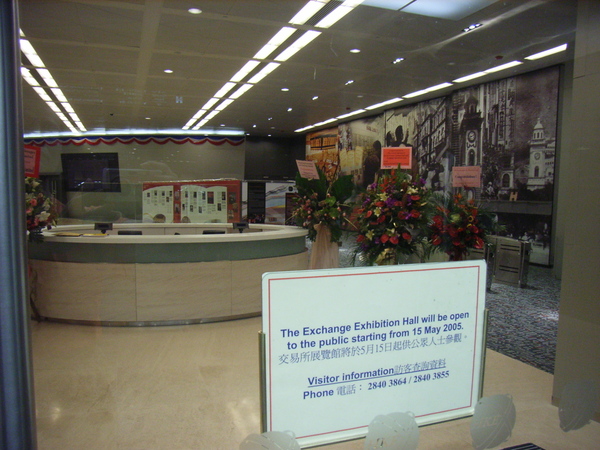 The Exchange Exhibition Hall will be open
to the public starting from 15 May 2005.
交易所展覽館將於5月15日起供公眾人士參觀。
Visitor information訪客查詢資料
Phone 電話： 2840 3864 / 2840 3855